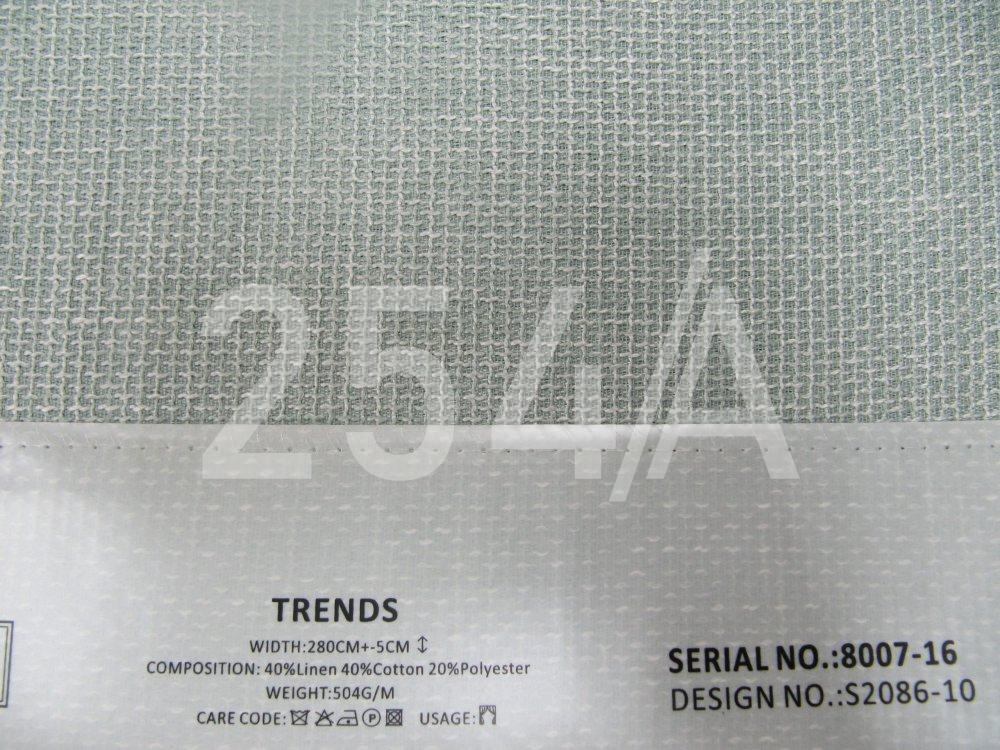 254/A
TRENDS
WIDTH:280CM+-5CM
COMPOSITION: 40%Linen 40%Cotton 20%Polyester
WEIGHT:504G/M
CARE CODE: P USAGE:
SERIAL NO.:8007-16
DESIGN NO.:S2086-10